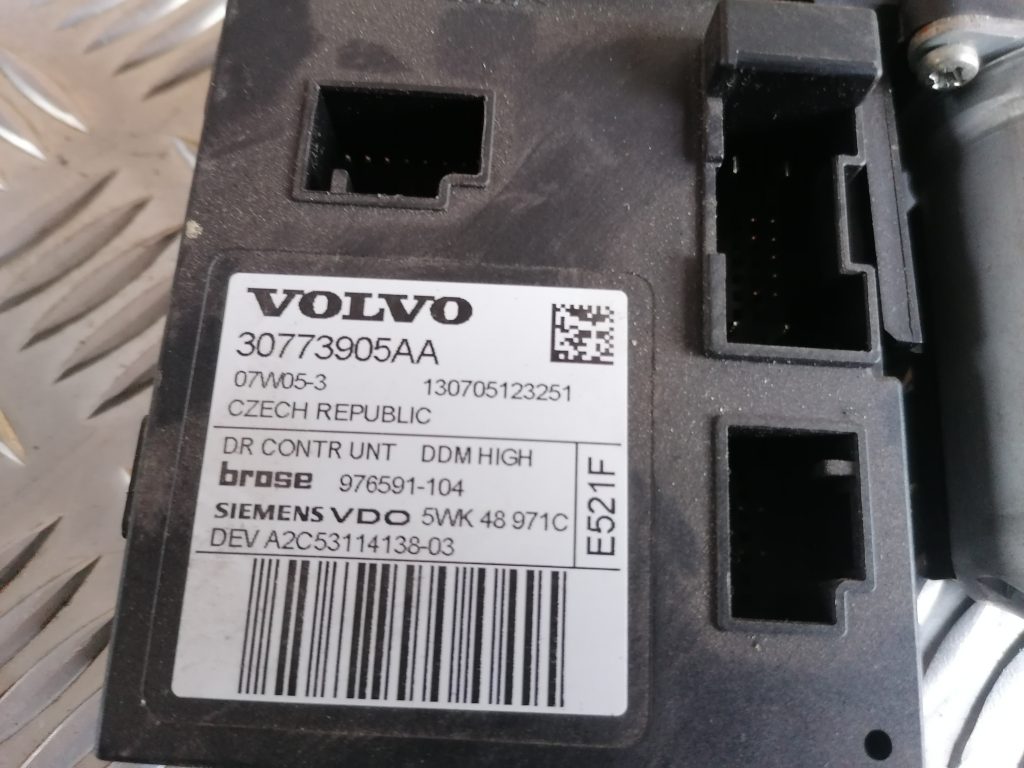 VOLVO
30773905AA
07W05-3 130705123251
CZECH REPUBLIC
DR CONTR UNT DDM HIGH
brose 976591-104
SIEMENS VDO 5WK 48 971C
DEV A2C53114138-03
E521F